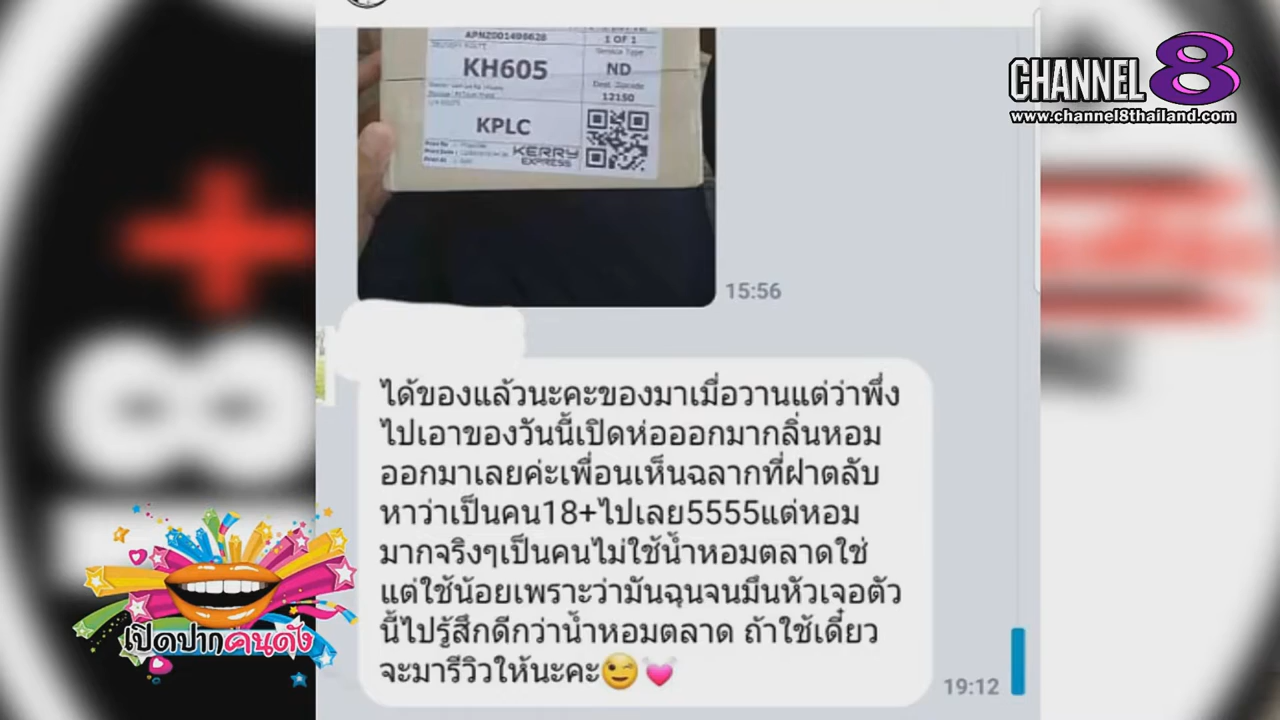 APNZ001496628
1 OF 1
Service Type
KH605
ND
12150
KPLC
KERRY
EXPRESS
CHANNEL 8
www.channel8thailand.com
15:56
ได้ของแล้วนะคะของมาเมื่อวานแต่ว่าพึ่ง
ไปเอาของวันนี้เปิดห่อออกมากลิ่นหอม
ออกมาเลยค่ะเพื่อนเห็นฉลากที่ฝาตลับ
หาว่าเป็นคน18+ไปเลย5555แต่หอม
มากจริงๆเป็นคนไม่ใช้น้ำหอมตลาดใช่
แต่ใช้น้อยเพราะว่ามันฉุนจนมึนหัวเจอตัว
นี้ไปรู้สึกดีกว่าน้ำหอมตลาด ถ้าใช้เดี๋ยว
จะมารีวิวให้นะคะ😉💓
19:12
เปิดปากคนดัง